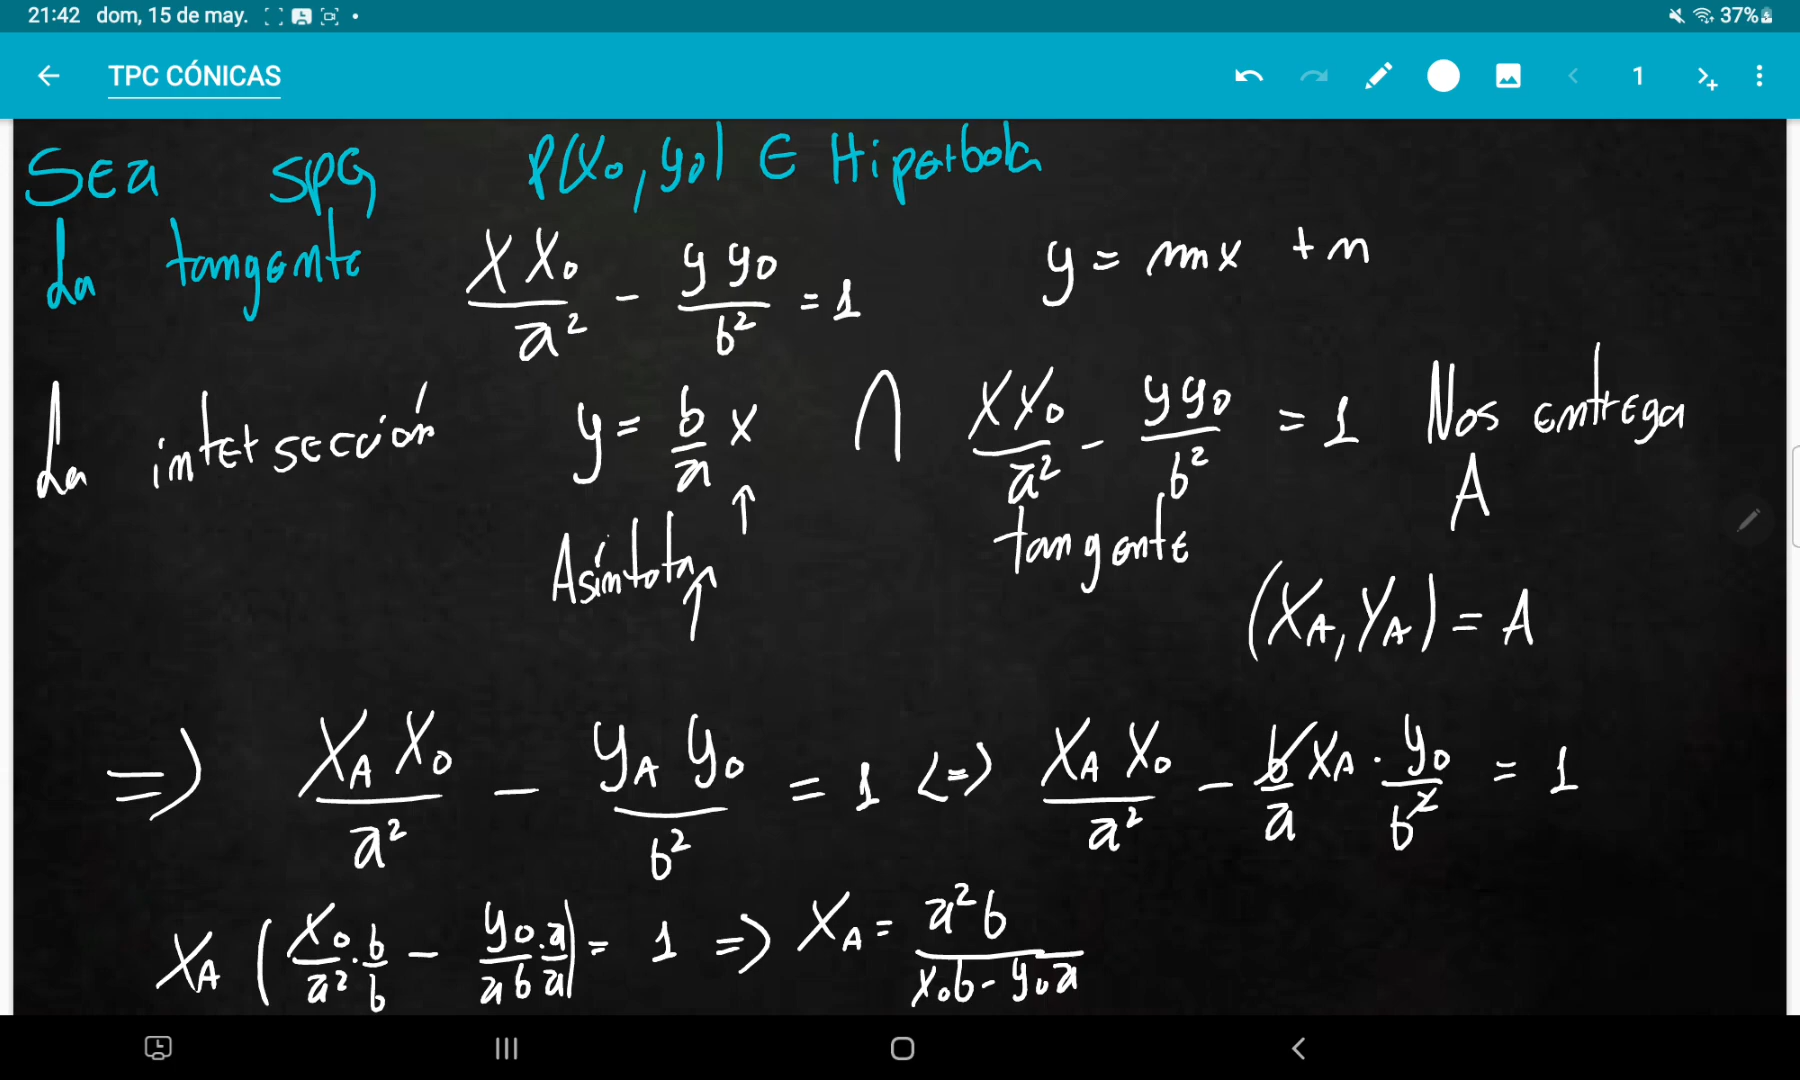 21:42 dom, 15 de may. 37%
TPC CÓNICAS 1
Sea SPG P(x₀, y₀) ∈ Hiperbola
La tangente xx₀/a² - yy₀/b² = 1 y = mx + n
La intersección y = b/a x ∩ xx₀/a² - yy₀/b² = 1 Nos entrega A
Asíntota tangente
(x_A, y_A) = A
=> x_A x₀/a² - y_A y₀/b² = 1 <=> x_A x₀/a² - b/a x_A · y₀/b² = 1
x_A (x₀/a² · b/b - y₀/ab · a/a) = 1 => x_A = a²b/(x₀b - y₀a)